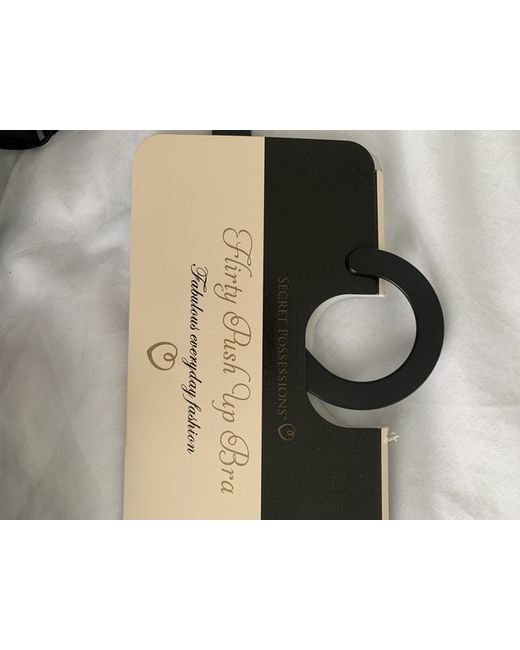 SECRET POSSESSIONS®
Flirty Push Up Bra
Fabulous everyday fashion